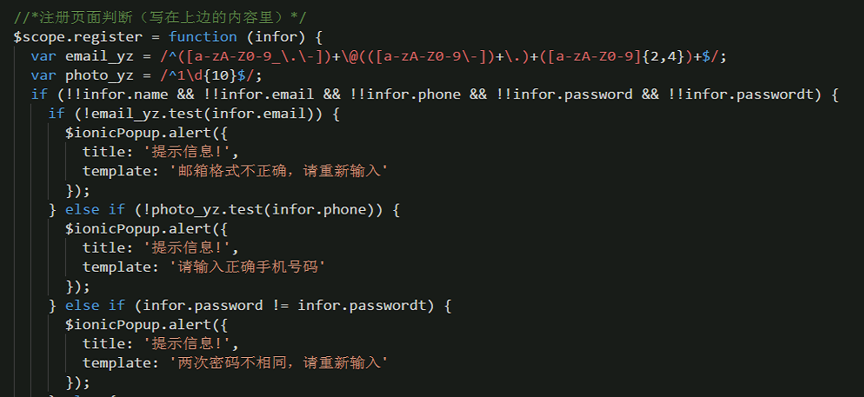 //*注册页面判断（写在上边的内容里）*/
$scope.register = function (infor) {
var email_yz = /^([a-zA-Z0-9_\.\-])+\@(([a-zA-Z0-9\-])+\.)+([a-zA-Z0-9]{2,4})+$/;
var photo_yz = /^1\d{10}$/;
if (!!infor.name && !!infor.email && !!infor.phone && !!infor.password && !!infor.passwordt) {
if (!email_yz.test(infor.email)) {
$ionicPopup.alert({
title: '提示信息!',
template: '邮箱格式不正确，请重新输入'
});
} else if (!photo_yz.test(infor.phone)) {
$ionicPopup.alert({
title: '提示信息!',
template: '请输入正确手机号码'
});
} else if (infor.password != infor.passwordt) {
$ionicPopup.alert({
title: '提示信息!',
template: '两次密码不相同，请重新输入'
});